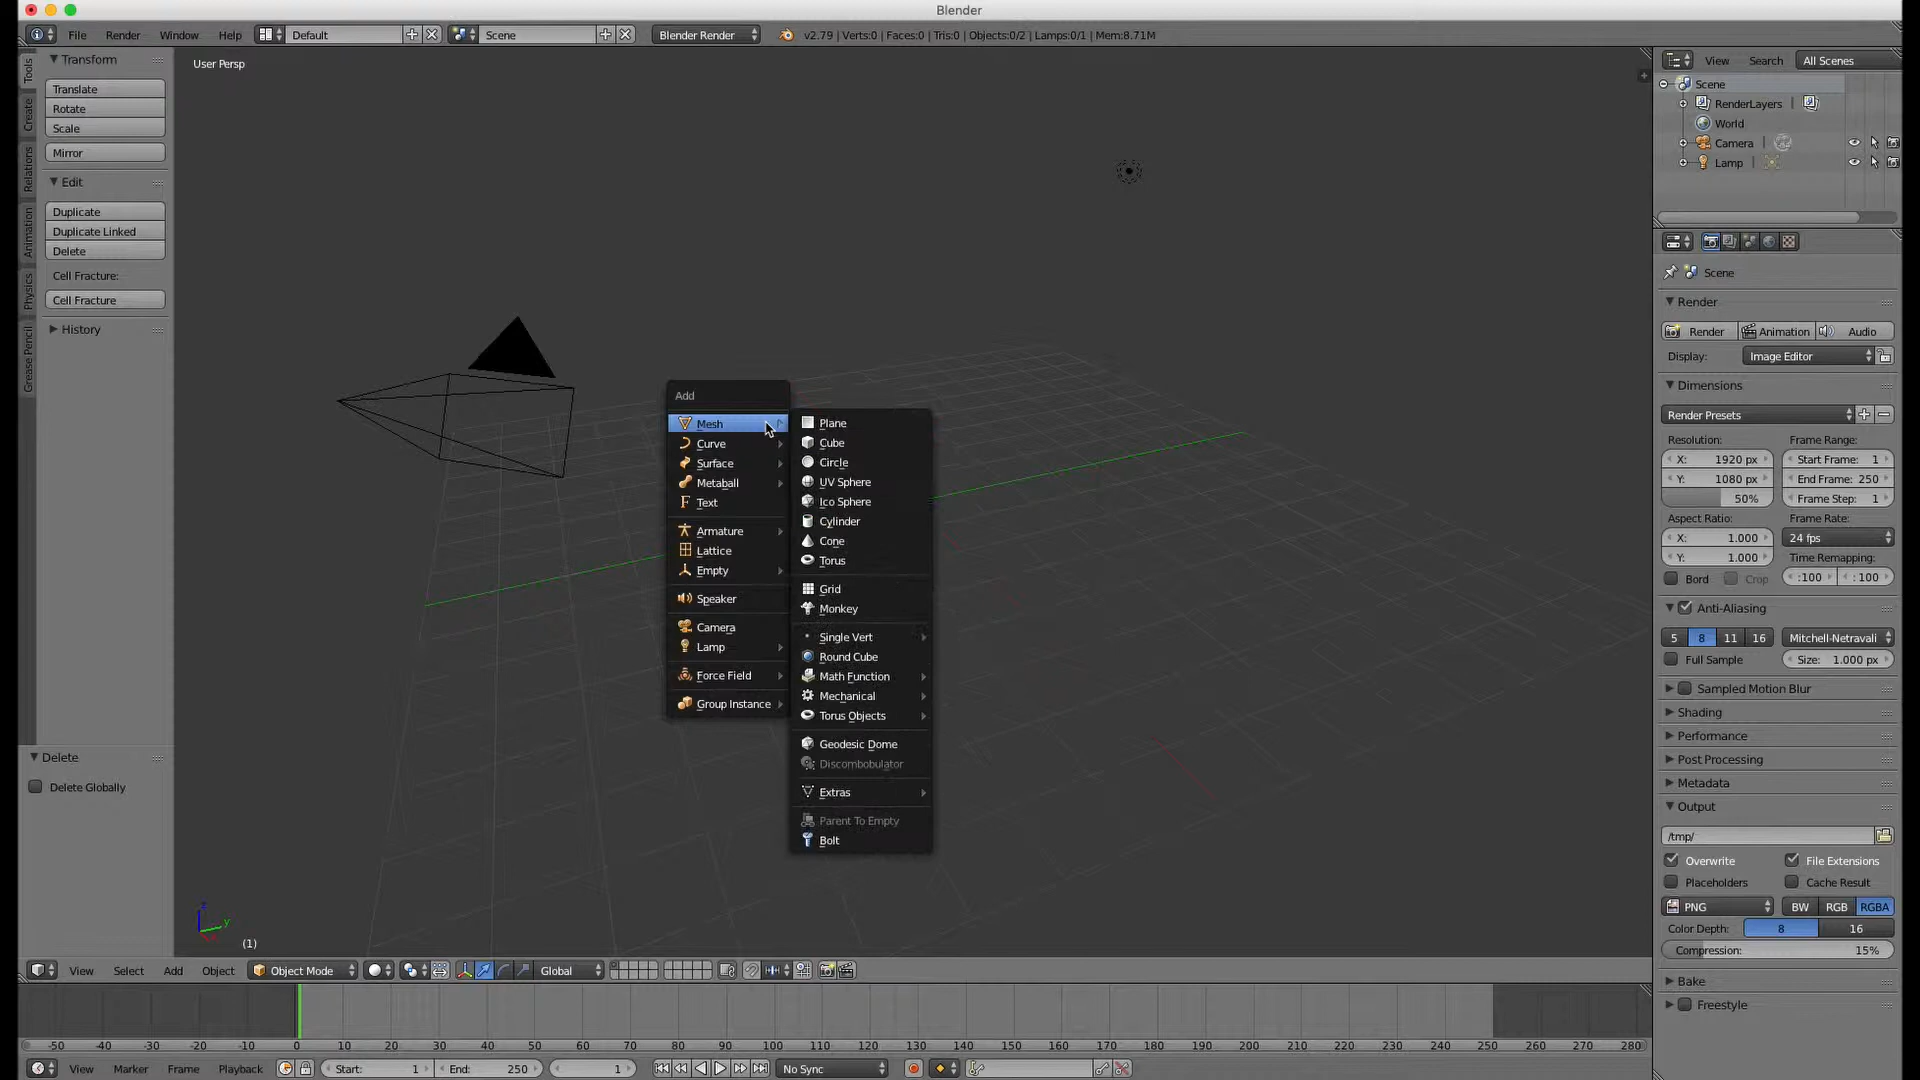 Blender
File Render Window Help Default Scene Blender Render v2.79 | Verts:0 | Faces:0 | Tris:0 | Objects:0/2 | Lamps:0/1 | Mem:8.71M
Tools
Create
Relations
Animation
Physics
Grease Pencil
Transform
Translate
Rotate
Scale
Mirror
Edit
Duplicate
Duplicate Linked
Delete
Cell Fracture:
Cell Fracture
History
Delete
Delete Globally
User Persp
Add
Mesh
Curve
Surface
Metaball
Text
Armature
Lattice
Empty
Speaker
Camera
Lamp
Force Field
Group Instance
Plane
Cube
Circle
UV Sphere
Ico Sphere
Cylinder
Cone
Torus
Grid
Monkey
Single Vert
Round Cube
Math Function
Mechanical
Torus Objects
Geodesic Dome
Discombobulator
Extras
Parent To Empty
Bolt
z
y
(1)
View Select Add Object Object Mode Global
View Search All Scenes
Scene
RenderLayers
World
Camera
Lamp
Scene
Render
Render Animation Audio
Display: Image Editor
Dimensions
Render Presets
Resolution: Frame Range:
X: 1920 px Start Frame: 1
Y: 1080 px End Frame: 250
50% Frame Step: 1
Aspect Ratio: Frame Rate:
X: 1.000 24 fps
Y: 1.000 Time Remapping:
Bord Crop :100 : 100
Anti-Aliasing
5 8 11 16 Mitchell-Netravali
Full Sample Size: 1.000 px
Sampled Motion Blur
Shading
Performance
Post Processing
Metadata
Output
/tmp/
Overwrite File Extensions
Placeholders Cache Result
PNG BW RGB RGBA
Color Depth: 8 16
Compression: 15%
Bake
Freestyle
-50 -40 -30 -20 -10 0 10 20 30 40 50 60 70 80 90 100 110 120 130 140 150 160 170 180 190 200 210 220 230 240 250 260 270 280
View Marker Frame Playback Start: 1 End: 250 1 No Sync